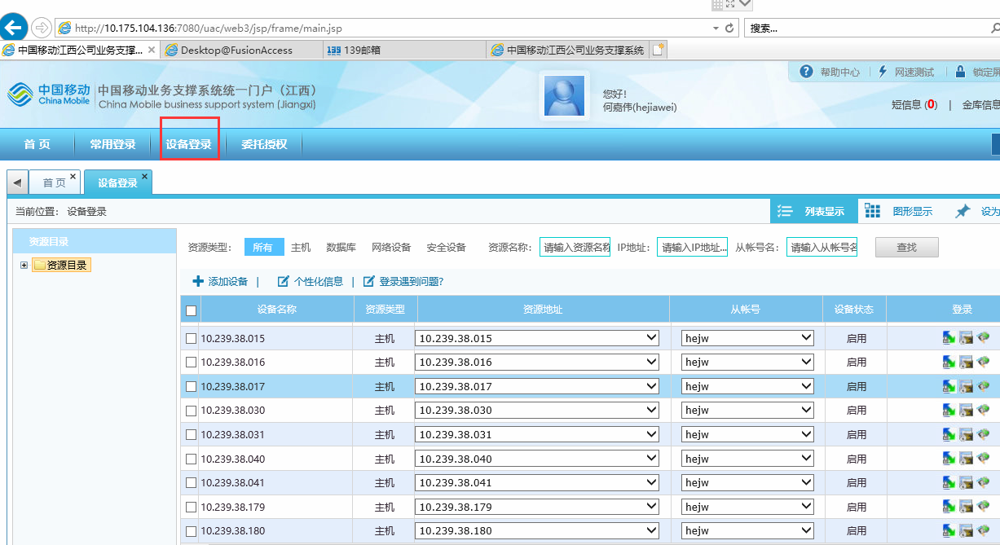 http://10.175.104.136:7080/uac/web3/jsp/frame/main.jsp
搜索...
中国移动江西公司业务支撑...
Desktop@FusionAccess
139邮箱
中国移动江西公司业务支撑系统
帮助中心
网速测试
锁定屏
中国移动
China Mobile
中国移动业务支撑系统统一门户（江西）
China Mobile business support system (Jiangxi)
您好!
何嘉伟(hejiawei)
短信息 (0) | 金库信息
首 页
常用登录
设备登录
委托授权
首 页
设备登录
当前位置： 设备登录
列表显示
图形显示
设为
资源目录
资源目录
资源类型: 所有 主机 数据库 网络设备 安全设备 资源名称: 请输入资源名称 IP地址: 请输入IP地址... 从帐号名: 请输入从帐号名 查找
添加设备 | 个性化信息 | 登录遇到问题?
设备名称 资源类型 资源地址 从帐号 设备状态 登录
10.239.38.015 主机 10.239.38.015 hejw 启用
10.239.38.016 主机 10.239.38.016 hejw 启用
10.239.38.017 主机 10.239.38.017 hejw 启用
10.239.38.030 主机 10.239.38.030 hejw 启用
10.239.38.031 主机 10.239.38.031 hejw 启用
10.239.38.040 主机 10.239.38.040 hejw 启用
10.239.38.041 主机 10.239.38.041 hejw 启用
10.239.38.179 主机 10.239.38.179 hejw 启用
10.239.38.180 主机 10.239.38.180 hejw 启用